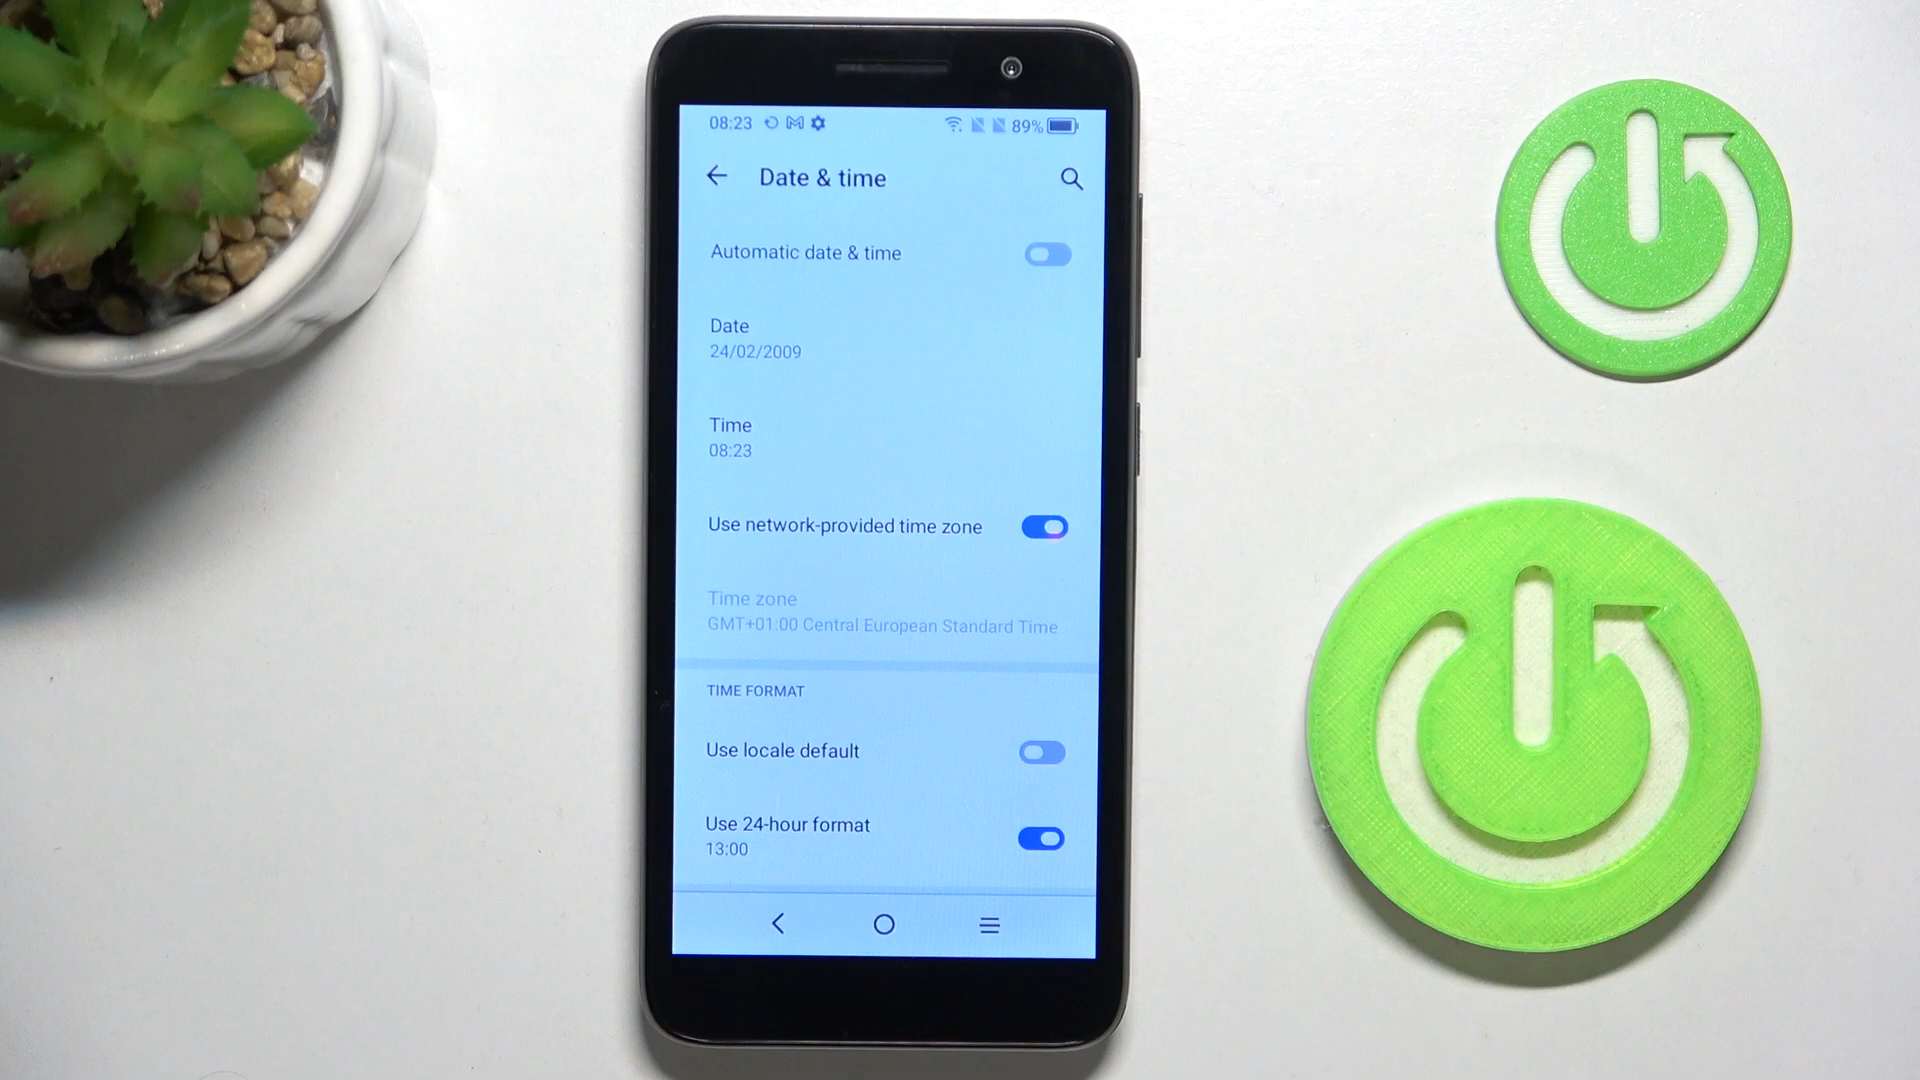 08:23 89%
Date & time
Automatic date & time
Date
24/02/2009
Time
08:23
Use network-provided time zone
Time zone
GMT+01:00 Central European Standard Time
TIME FORMAT
Use locale default
Use 24-hour format
13:00